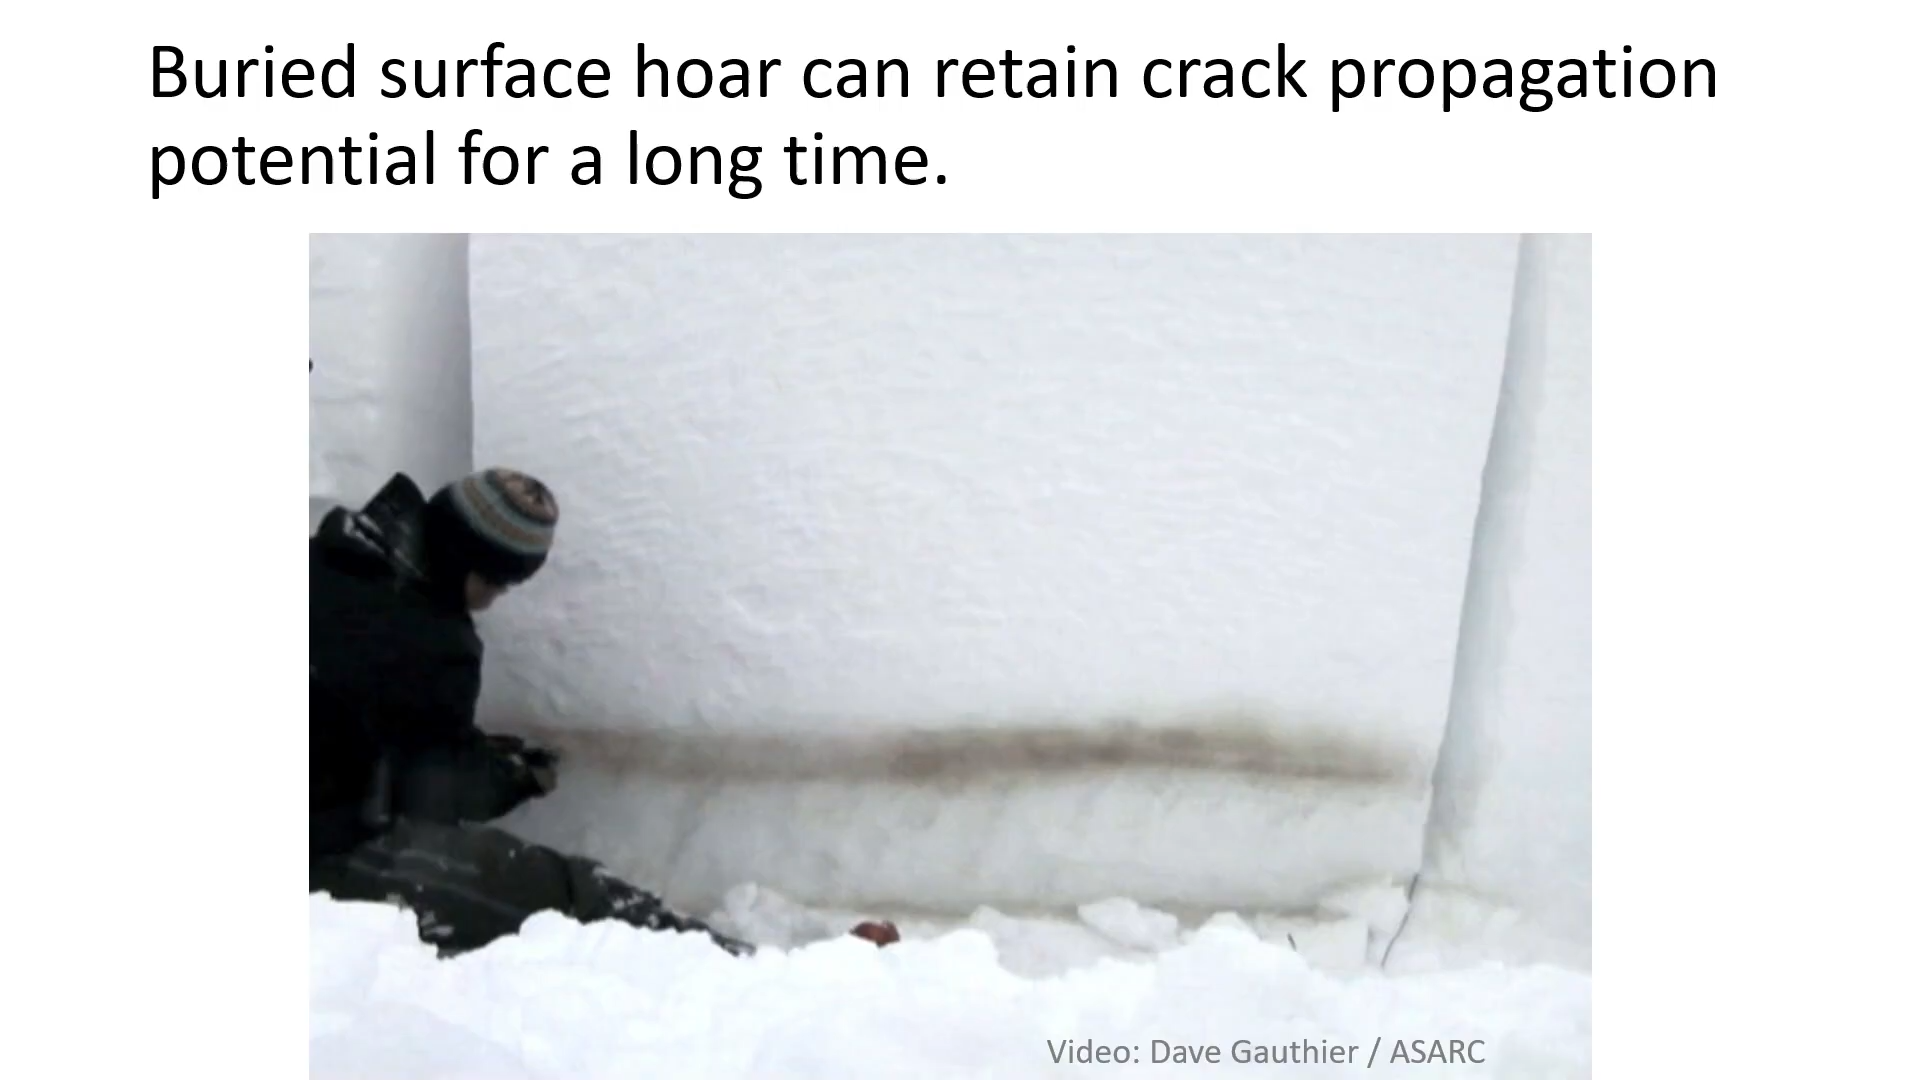 Buried surface hoar can retain crack propagation
potential for a long time.
Video: Dave Gauthier / ASARC